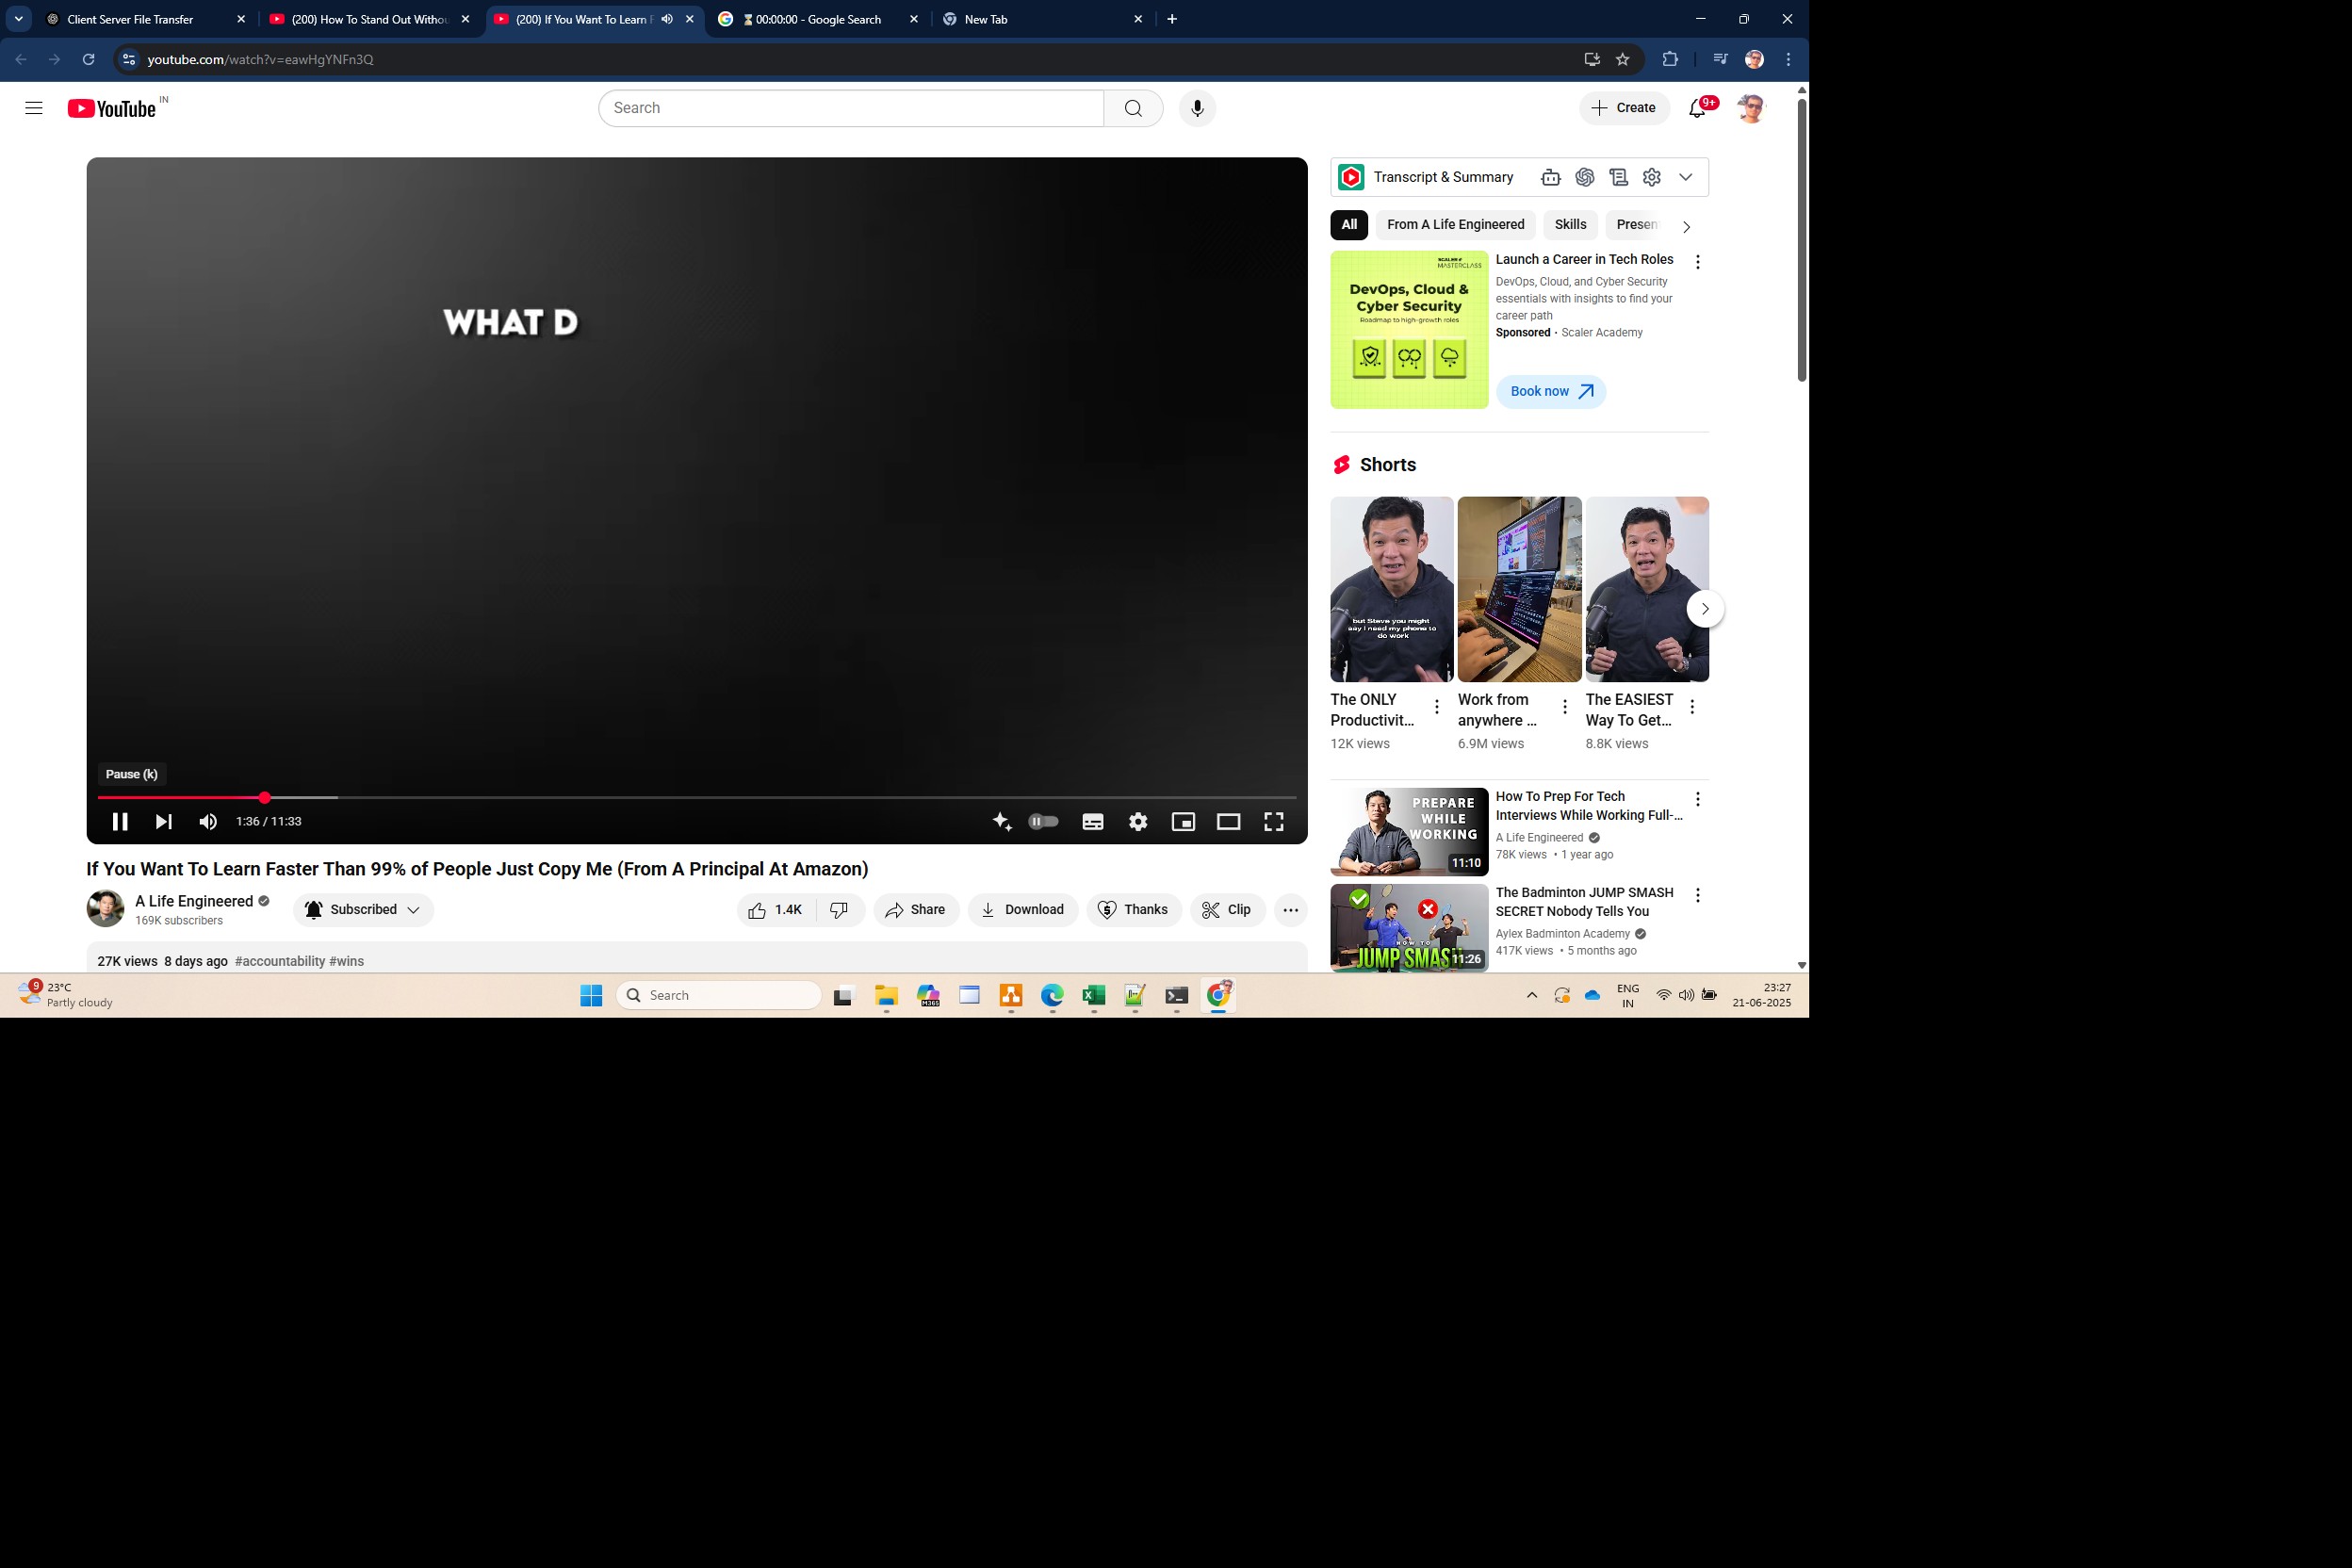 Client Server File Transfer
(200) How To Stand Out Withou
(200) If You Want To Learn F
⌛ 00:00:00 - Google Search
New Tab
youtube.com/watch?v=eawHgYNFn3Q
YouTube IN
Search
Create
9+
WHAT D
Pause (k)
1:36 / 11:33
If You Want To Learn Faster Than 99% of People Just Copy Me (From A Principal At Amazon)
A Life Engineered
169K subscribers
Subscribed
1.4K
Share
Download
Thanks
Clip
27K views 8 days ago #accountability #wins
Transcript & Summary
All
From A Life Engineered
Skills
Presen
SCALER
MASTERCLASS
DevOps, Cloud &
Cyber Security
Roadmap to high-growth roles
Launch a Career in Tech Roles
DevOps, Cloud, and Cyber Security
essentials with insights to find your
career path
Sponsored · Scaler Academy
Book now
Shorts
but Steve you might
say I need my phone to
do work
The ONLY
Productivit...
12K views
Work from
anywhere ...
6.9M views
The EASIEST
Way To Get...
8.8K views
PREPARE
WHILE
WORKING
11:10
How To Prep For Tech
Interviews While Working Full-...
A Life Engineered
78K views • 1 year ago
HOW TO
JUMP SMASH
11:26
The Badminton JUMP SMASH
SECRET Nobody Tells You
Aylex Badminton Academy
417K views • 5 months ago
9
23°C
Partly cloudy
Search
M365
ENG
IN
23:27
21-06-2025